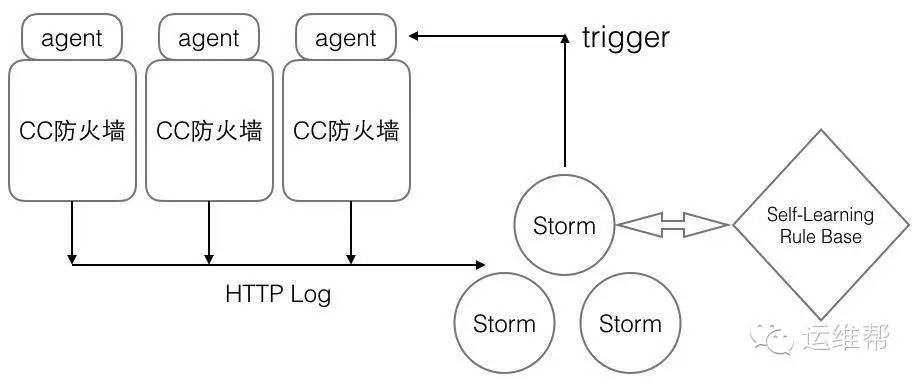 agent
agent
agent
trigger
CC防火墙
CC防火墙
CC防火墙
Storm
Self-Learning
Rule Base
HTTP Log
Storm
Storm
运维帮